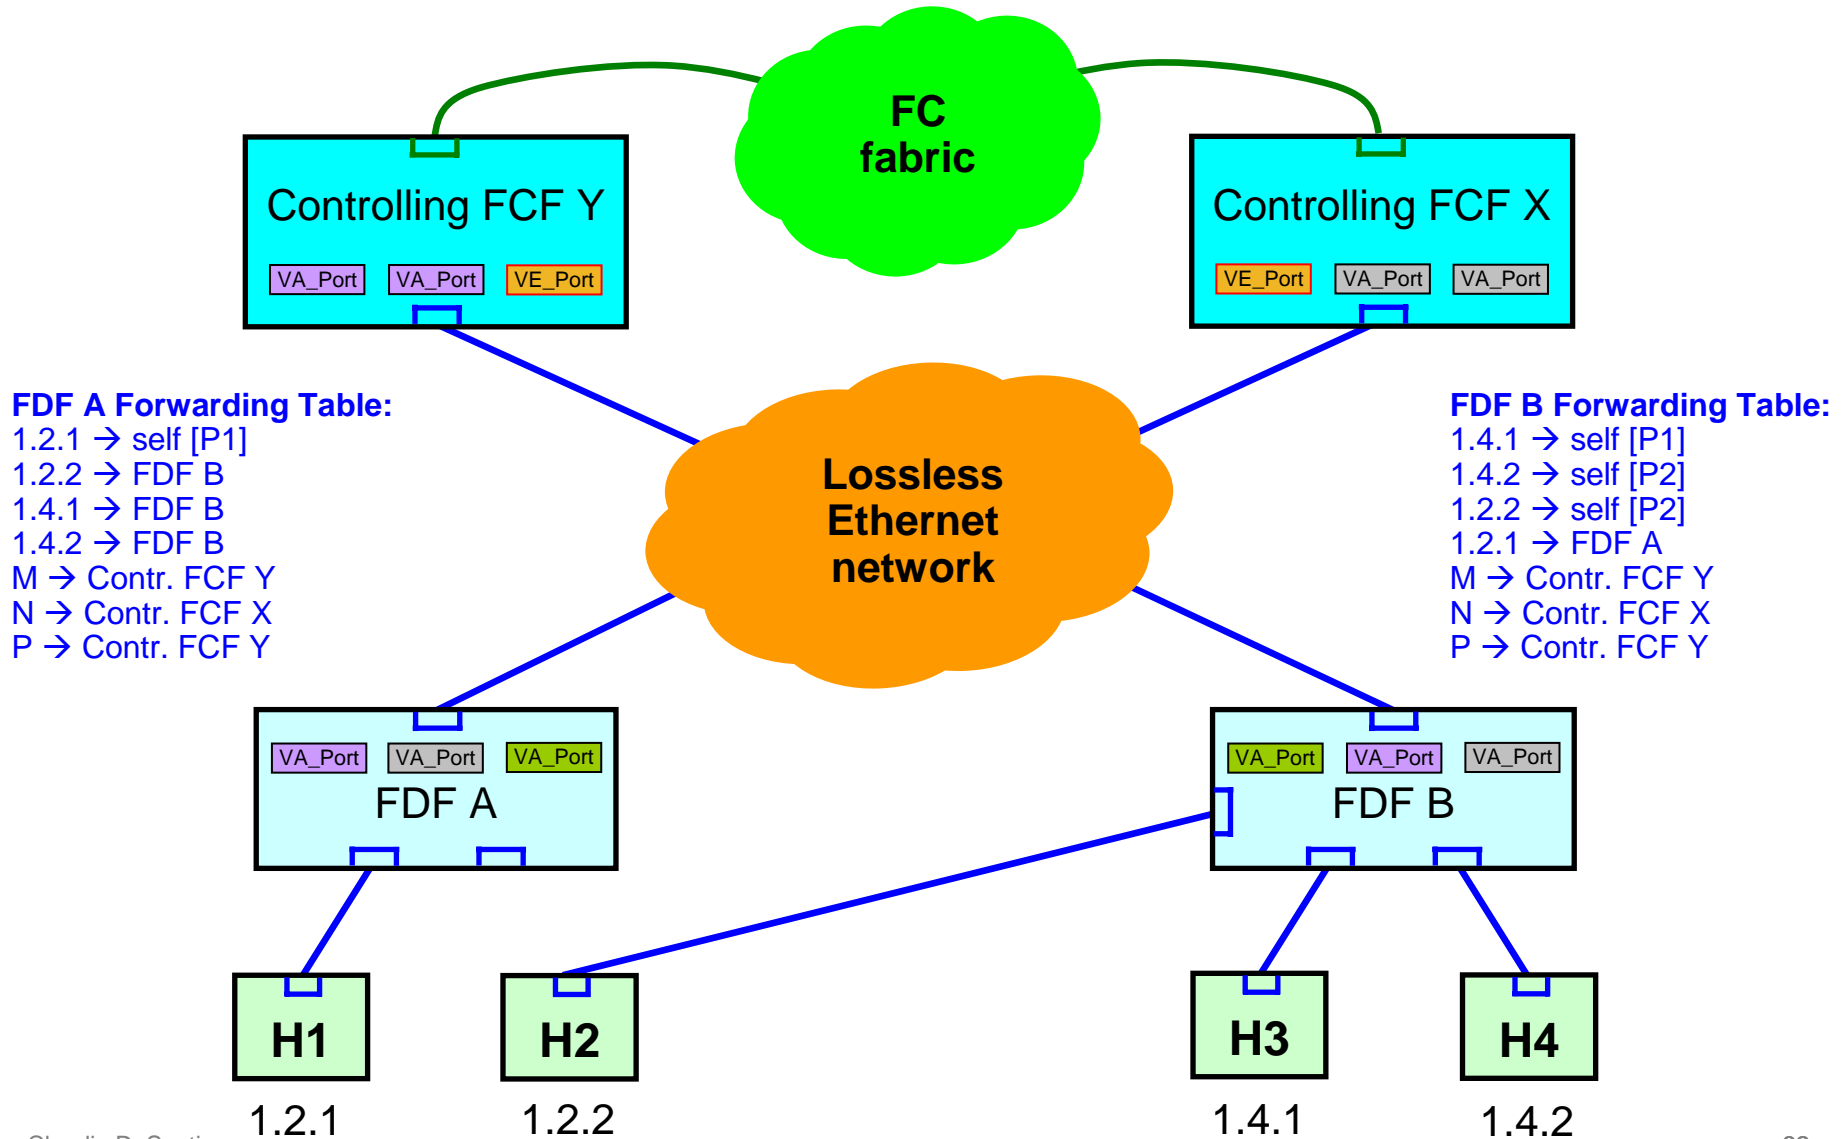 FC
fabric
Controlling FCF Y
VA_Port VA_Port VE_Port
Controlling FCF X
VE_Port VA_Port VA_Port
FDF A Forwarding Table:
1.2.1 → self [P1]
1.2.2 → FDF B
1.4.1 → FDF B
1.4.2 → FDF B
M → Contr. FCF Y
N → Contr. FCF X
P → Contr. FCF Y
Lossless
Ethernet
network
FDF B Forwarding Table:
1.4.1 → self [P1]
1.4.2 → self [P2]
1.2.2 → self [P2]
1.2.1 → FDF A
M → Contr. FCF Y
N → Contr. FCF X
P → Contr. FCF Y
VA_Port VA_Port VA_Port
FDF A
VA_Port VA_Port VA_Port
FDF B
H1
H2
H3
H4
1.2.1
1.2.2
1.4.1
1.4.2